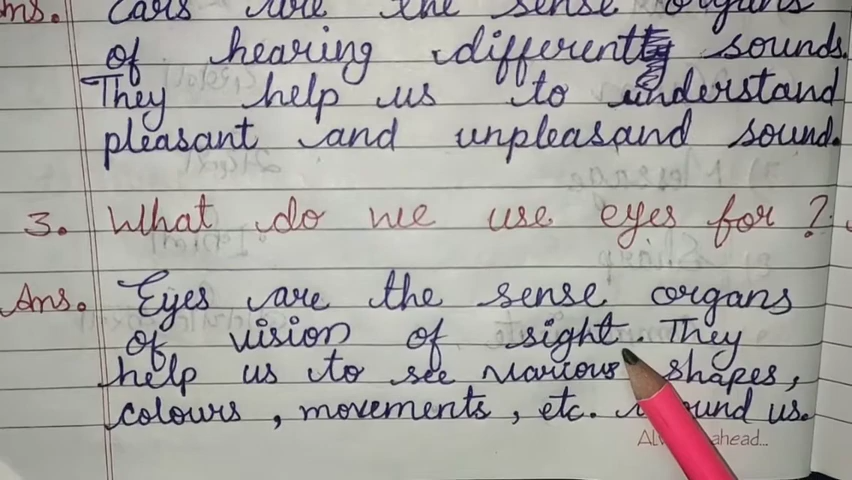 Ans. Ears are the sense organs
of hearing different sounds.
They help us to understand
pleasant and unpleasand sound.
3. What do we use eyes for?
Ans. Eyes are the sense organs
of vision of sight. They
help us to see various shapes,
colours, movements, etc. around us.
ahead...